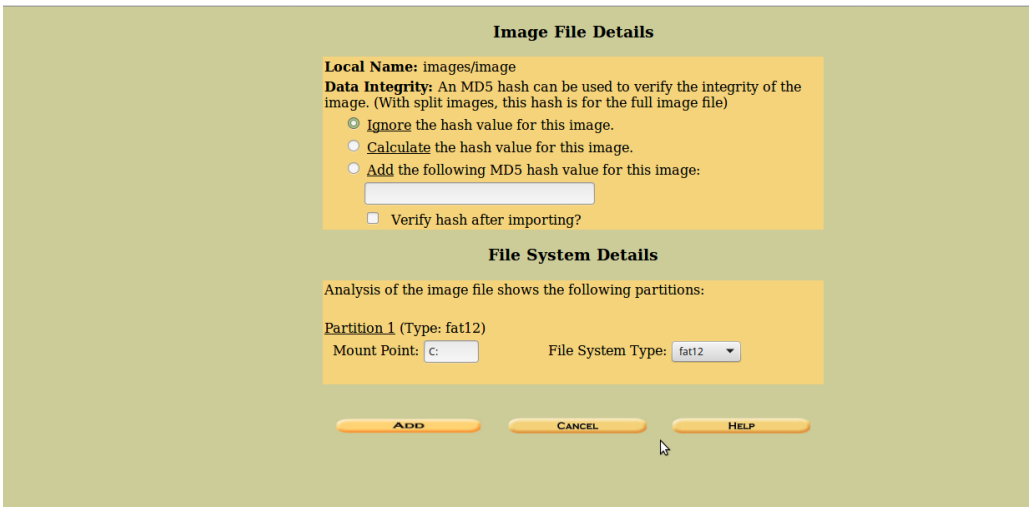 Image File Details
Local Name: images/image
Data Integrity: An MD5 hash can be used to verify the integrity of the
image. (With split images, this hash is for the full image file)
Ignore the hash value for this image.
Calculate the hash value for this image.
Add the following MD5 hash value for this image:
Verify hash after importing?
File System Details
Analysis of the image file shows the following partitions:
Partition 1 (Type: fat12)
Mount Point: C: File System Type: fat12
ADD CANCEL HELP